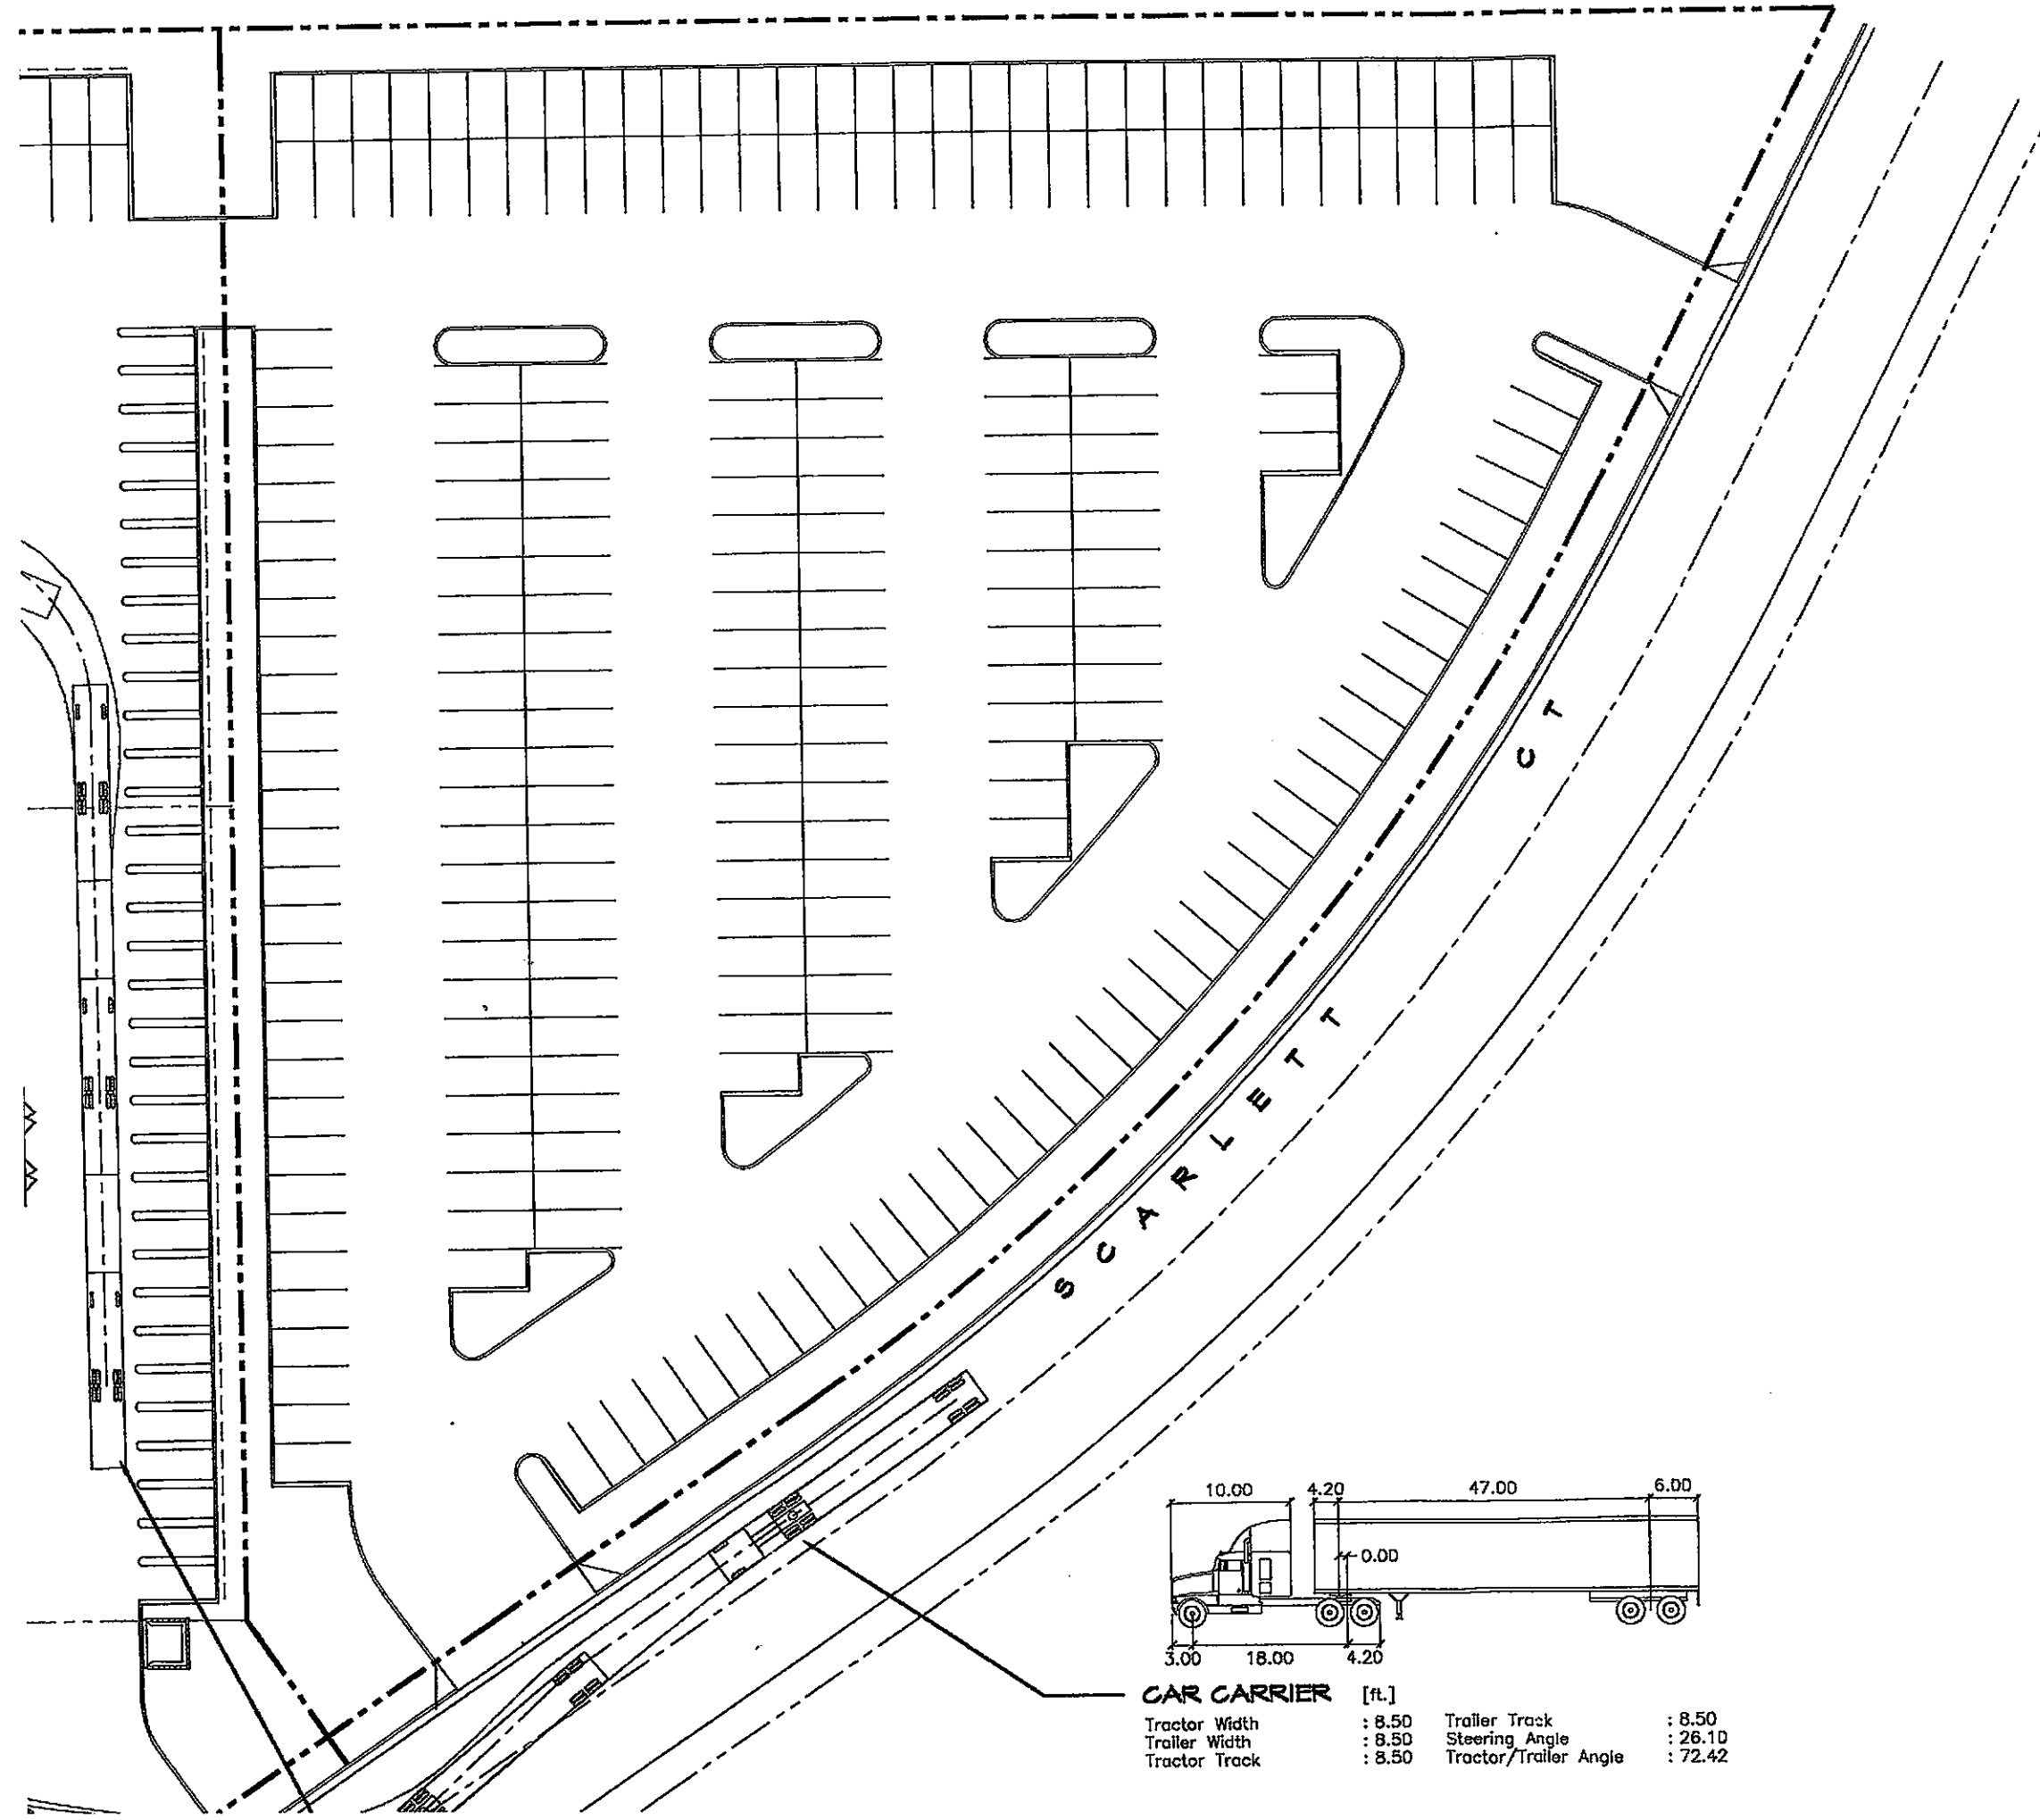 SCARLETT CT
10.00 4.20 47.00 6.00
0.00
3.00 18.00 4.20
CAR CARRIER [ft.]
Tractor Width : 8.50 Trailer Track : 8.50
Trailer Width : 8.50 Steering Angle : 26.10
Tractor Track : 8.50 Tractor/Trailer Angle : 72.42